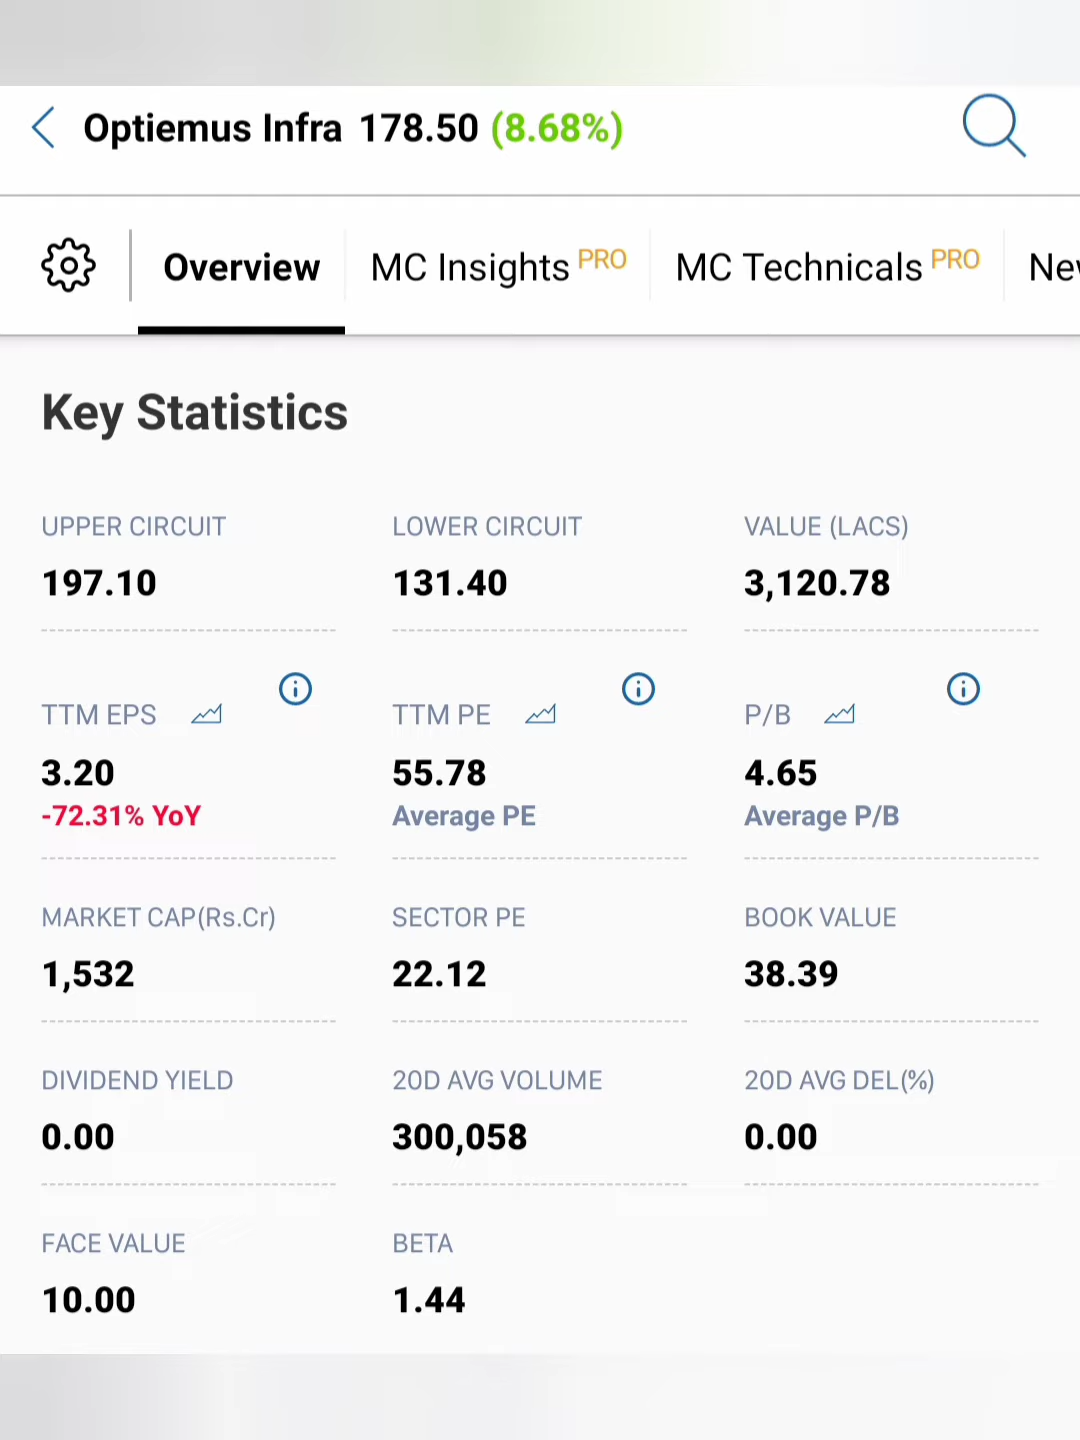 Optiemus Infra 178.50 (8.68%)
Overview MC Insights PRO MC Technicals PRO
Key Statistics
UPPER CIRCUIT LOWER CIRCUIT VALUE (LACS)
197.10 131.40 3,120.78
TTM EPS TTM PE P/B
3.20 55.78 4.65
-72.31% YoY Average PE Average P/B
MARKET CAP(Rs.Cr) SECTOR PE BOOK VALUE
1,532 22.12 38.39
DIVIDEND YIELD 20D AVG VOLUME 20D AVG DEL(%)
0.00 300,058 0.00
FACE VALUE BETA
10.00 1.44